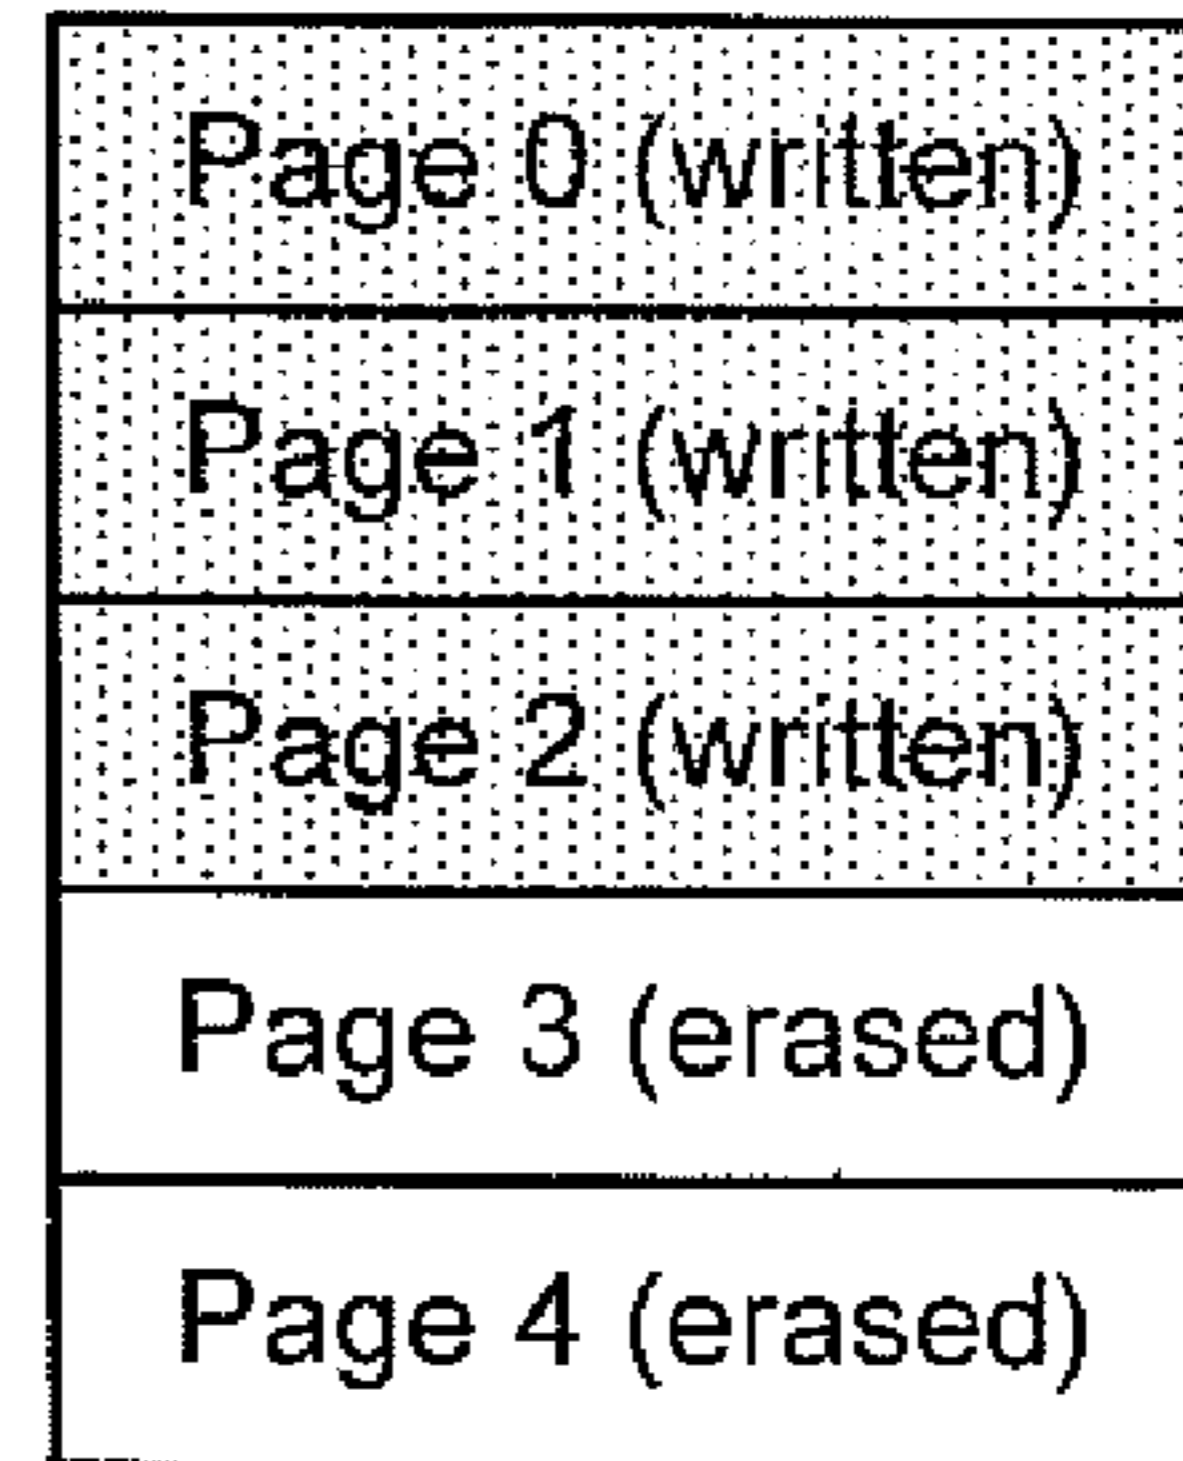 Page 0 (written)
Page 1 (written)
Page 2 (written)
Page 3 (erased)
Page 4 (erased)